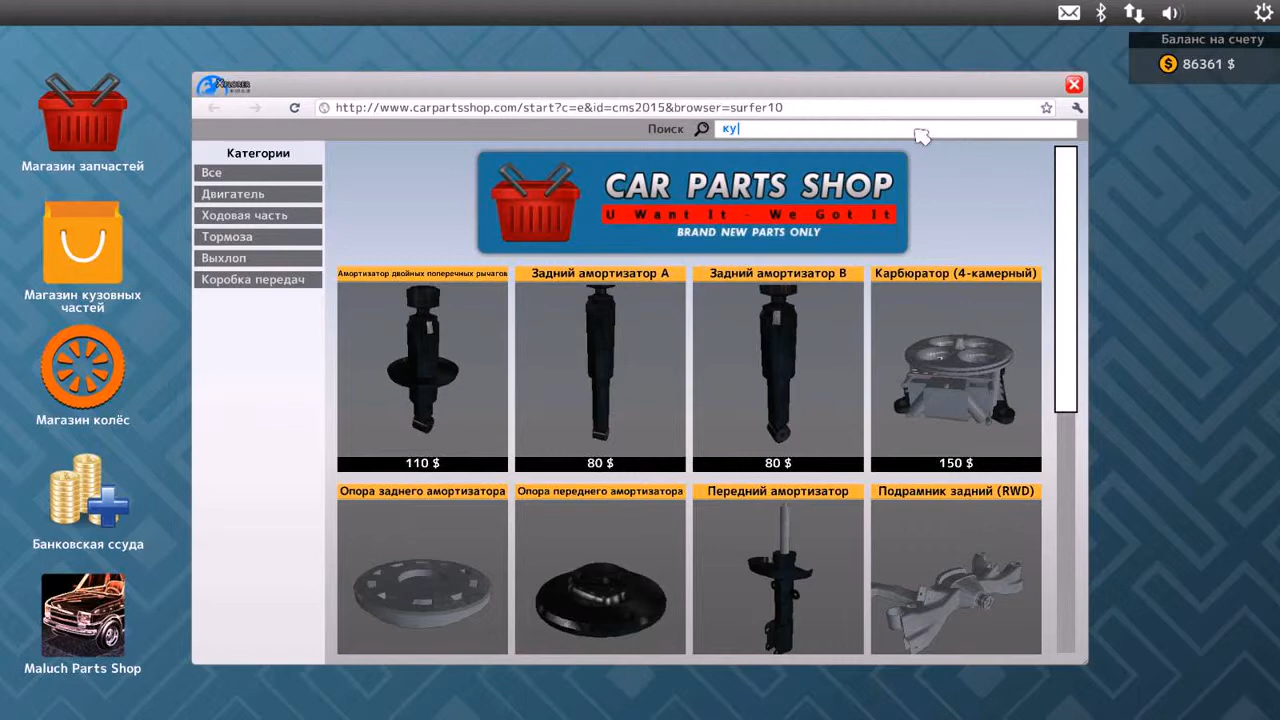 Баланс на счету
86361 $
Магазин запчастей
Магазин кузовных
частей
Магазин колёс
Банковская ссуда
Maluch Parts Shop
http://www.carpartsshop.com/start?c=e&id=cms2015&browser=surfer10
Поиск
ку
Категории
Все
Двигатель
Ходовая часть
Тормоза
Выхлоп
Коробка передач
CAR PARTS SHOP
U Want It - We Got It
BRAND NEW PARTS ONLY
Амортизатор двойных поперечных рычагов
Задний амортизатор A
Задний амортизатор B
Карбюратор (4-камерный)
110 $
80 $
80 $
150 $
Опора заднего амортизатора
Опора переднего амортизатора
Передний амортизатор
Подрамник задний (RWD)